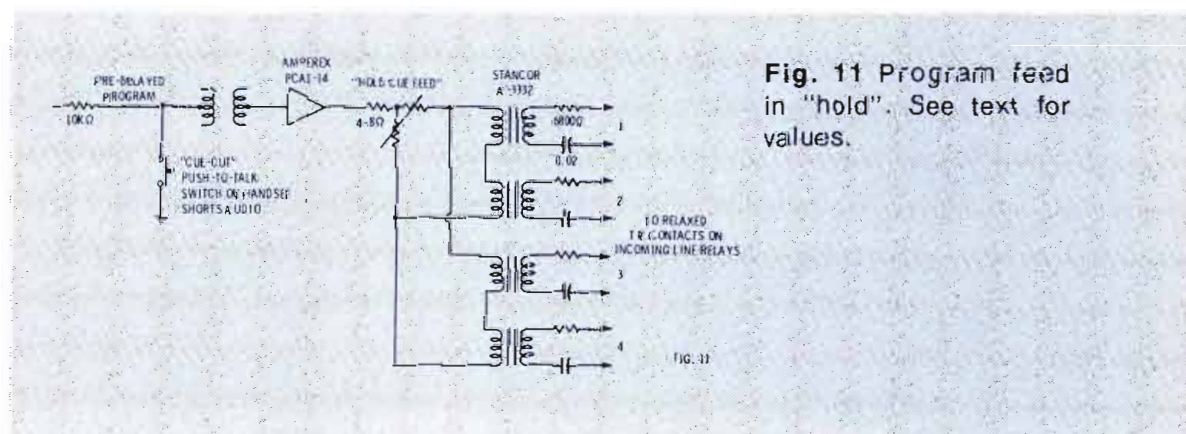 PRE-DELAYED
PROGRAM
10KΩ
"CUE-CUT"
PUSH-TO-TALK
SWITCH ON HANDSET
SHORTS AUDIO
AMPEREX
PCA1-14
"HOLD CUE FEED"
4-8Ω
STANCOR
A-3332
6800Ω
1
0.02
2
TO RELAXED
T R CONTACTS ON
INCOMING LINE RELAYS
3
4
FIG. 11
Fig. 11 Program feed
in "hold". See text for
values.